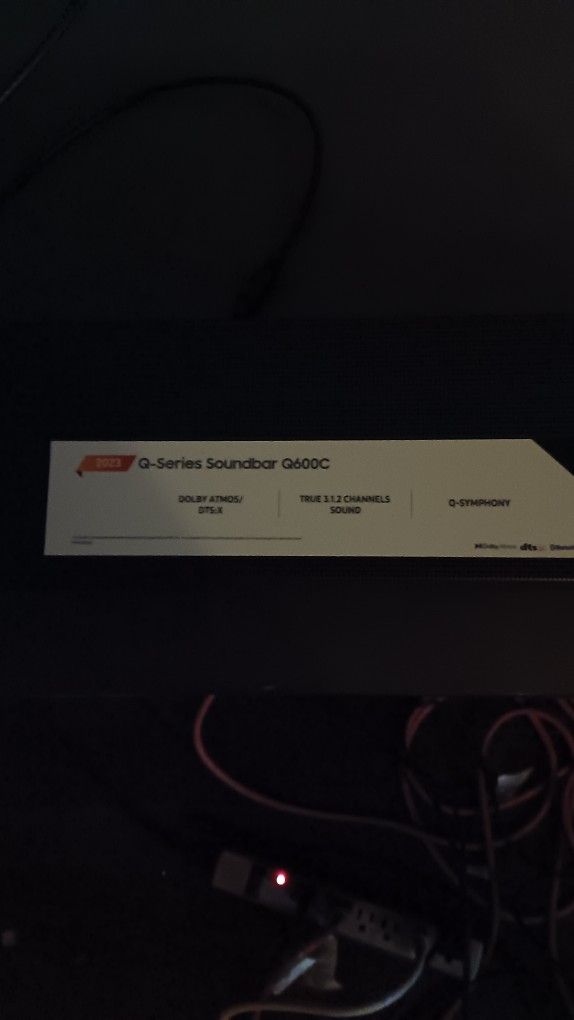 2023 Q-Series Soundbar Q600C
DOLBY ATMOS/
DTS:X
TRUE 3.1.2 CHANNELS
SOUND
Q-SYMPHONY
dts